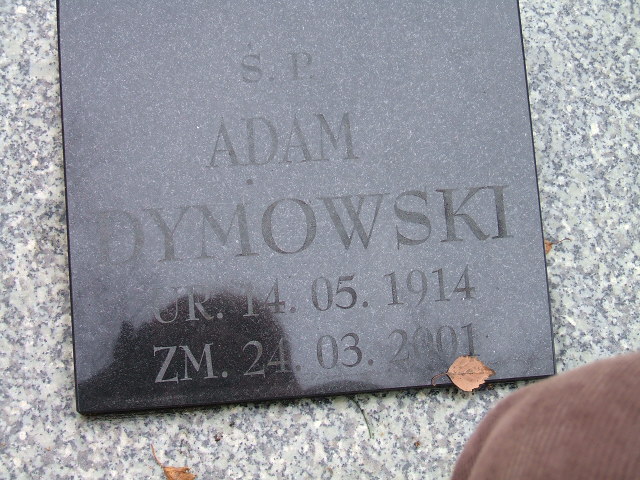 Ś. P.
ADAM
DYMOWSKI
UR. 14. 05. 1914
ZM. 24. 03. 2001